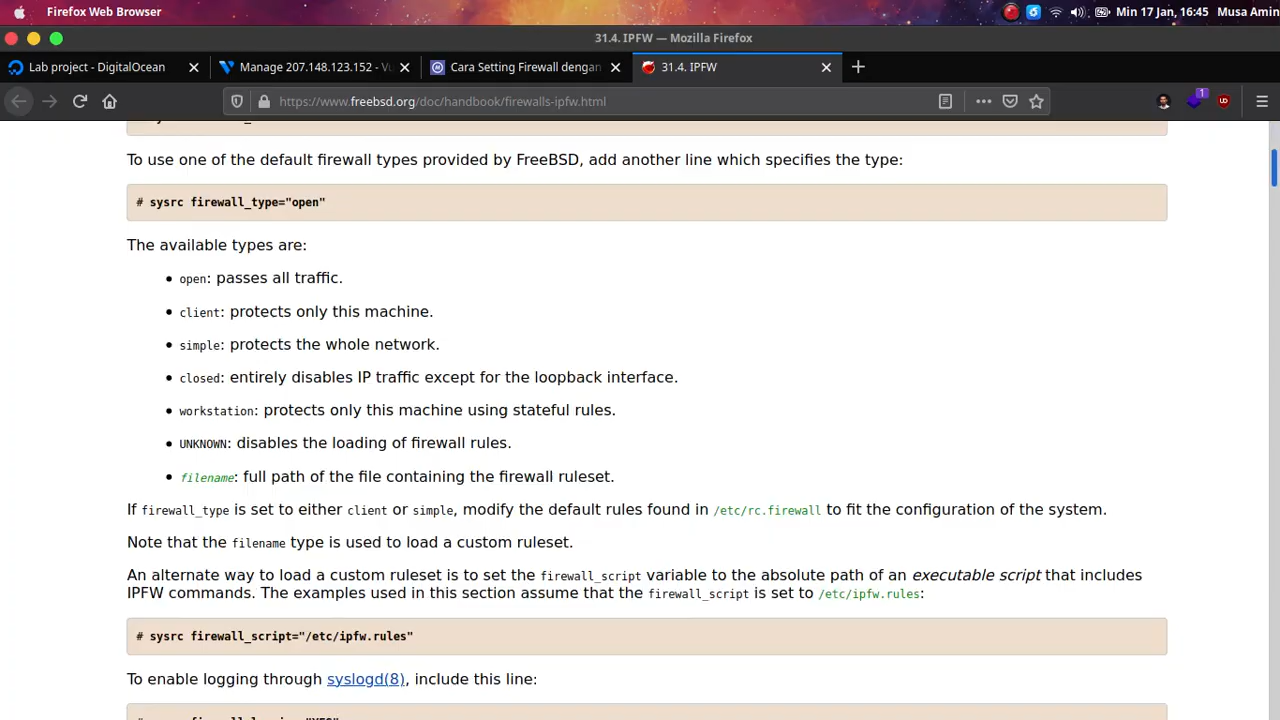 Firefox Web Browser
Min 17 Jan, 16:45
Musa Amin
31.4. IPFW — Mozilla Firefox
Lab project - DigitalOcean
Manage 207.148.123.152 - Vu
Cara Setting Firewall dengan
31.4. IPFW
https://www.freebsd.org/doc/handbook/firewalls-ipfw.html
1
To use one of the default firewall types provided by FreeBSD, add another line which specifies the type:
# sysrc firewall_type="open"
The available types are:
• open: passes all traffic.
• client: protects only this machine.
• simple: protects the whole network.
• closed: entirely disables IP traffic except for the loopback interface.
• workstation: protects only this machine using stateful rules.
• UNKNOWN: disables the loading of firewall rules.
• filename: full path of the file containing the firewall ruleset.
If firewall_type is set to either client or simple, modify the default rules found in /etc/rc.firewall to fit the configuration of the system.
Note that the filename type is used to load a custom ruleset.
An alternate way to load a custom ruleset is to set the firewall_script variable to the absolute path of an executable script that includes
IPFW commands. The examples used in this section assume that the firewall_script is set to /etc/ipfw.rules:
# sysrc firewall_script="/etc/ipfw.rules"
To enable logging through syslogd(8), include this line: